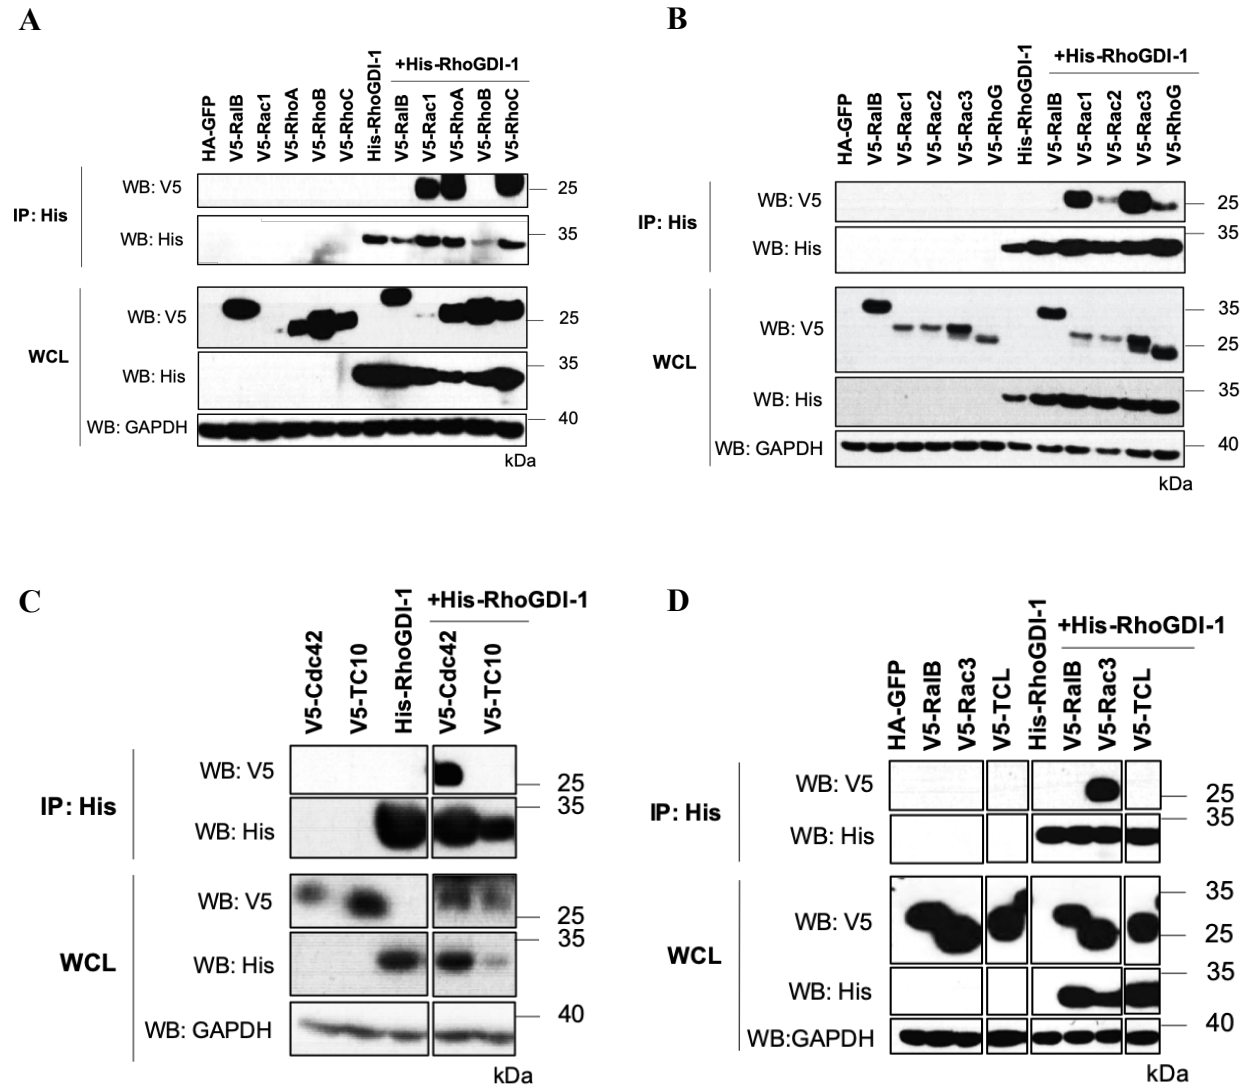 A
+His-RhoGDI-1
HA-GFP
V5-RalB
V5-Rac1
V5-RhoA
V5-RhoB
V5-RhoC
His-RhoGDI-1
V5-RalB
V5-Rac1
V5-RhoA
V5-RhoB
V5-RhoC
IP: His
WB: V5
25
WB: His
35
WCL
WB: V5
25
WB: His
35
WB: GAPDH
40
kDa
B
+His-RhoGDI-1
HA-GFP
V5-RalB
V5-Rac1
V5-Rac2
V5-Rac3
V5-RhoG
His-RhoGDI-1
V5-RalB
V5-Rac1
V5-Rac2
V5-Rac3
V5-RhoG
IP: His
WB: V5
25
WB: His
35
WCL
WB: V5
35
25
WB: His
35
WB: GAPDH
40
kDa
C
+His-RhoGDI-1
V5-Cdc42
V5-TC10
His-RhoGDI-1
V5-Cdc42
V5-TC10
IP: His
WB: V5
25
WB: His
35
WCL
WB: V5
25
WB: His
35
WB: GAPDH
40
kDa
D
+His-RhoGDI-1
HA-GFP
V5-RalB
V5-Rac3
V5-TCL
His-RhoGDI-1
V5-RalB
V5-Rac3
V5-TCL
IP: His
WB: V5
25
WB: His
35
WCL
WB: V5
35
25
WB: His
35
WB:GAPDH
40
kDa